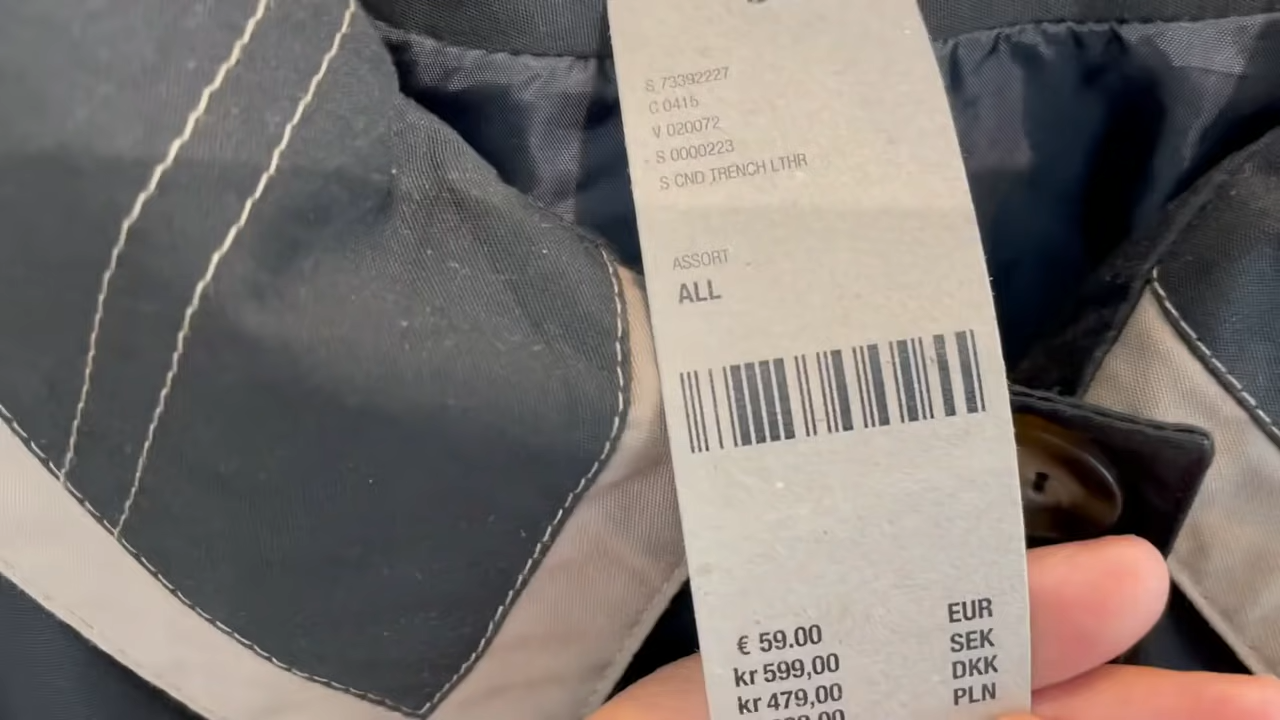 S 73392227
C 0415
V 020072
S 0000223
S CND TRENCH LTHR
ASSORT
ALL
€ 59.00 EUR
kr 599,00 SEK
kr 479,00 DKK
PLN